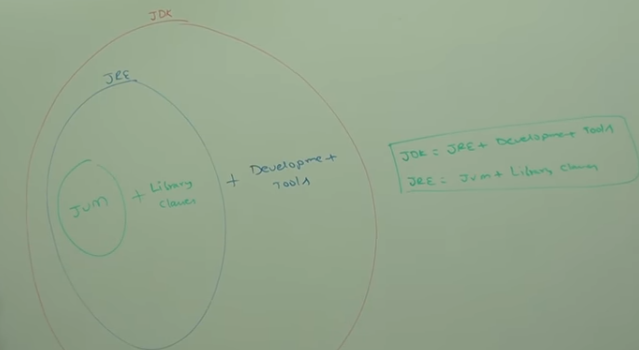 JDK
JRE
JVM
+ Library
classes
+ Development
Tools
JDK = JRE + Development Tools
JRE = JVM + Library classes